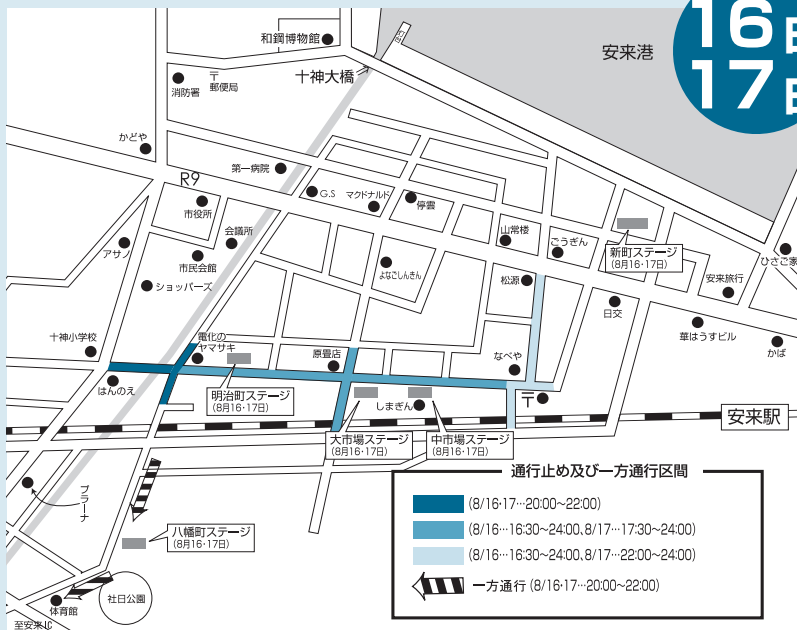 16日
17日
安来港
和鋼博物館
十神大橋
〒
郵便局
消防署
かどや
第一病院
R9
市役所
G.S
マクドナルド
停雲
会議所
アサノ
市民会館
ショッパーズ
よなごしんきん
山常楼
ごうぎん
新町ステージ
(8月16・17日)
ひさご家
安来旅行
松源
日交
華はうすビル
かば
十神小学校
電化の
ヤマサキ
原畳店
なべや
はんのえ
明治町ステージ
(8月16・17日)
しまぎん
〒
安来駅
大市場ステージ
(8月16・17日)
中市場ステージ
(8月16・17日)
プラーナ
八幡町ステージ
(8月16・17日)
社日公園
体育館
至安来IC
通行止め及び一方通行区間
(8/16・17…20:00~22:00)
(8/16…16:30~24:00、8/17…17:30~24:00)
(8/16…16:30~24:00、8/17…22:00~24:00)
一方通行 (8/16・17…20:00~22:00)